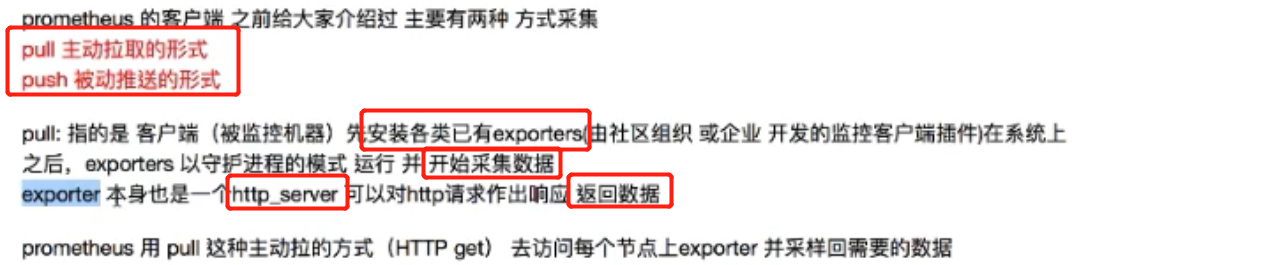 prometheus 的客户端 之前给大家介绍过 主要有两种 方式采集
pull 主动拉取的形式
push 被动推送的形式
pull: 指的是 客户端（被监控机器）先安装各类已有exporters(由社区组织 或企业 开发的监控客户端插件)在系统上
之后，exporters 以守护进程的模式 运行 并 开始采集数据
exporter 本身也是一个http_server 可以对http请求作出响应 返回数据
prometheus 用 pull 这种主动拉的方式（HTTP get） 去访问每个节点上exporter 并采样回需要的数据